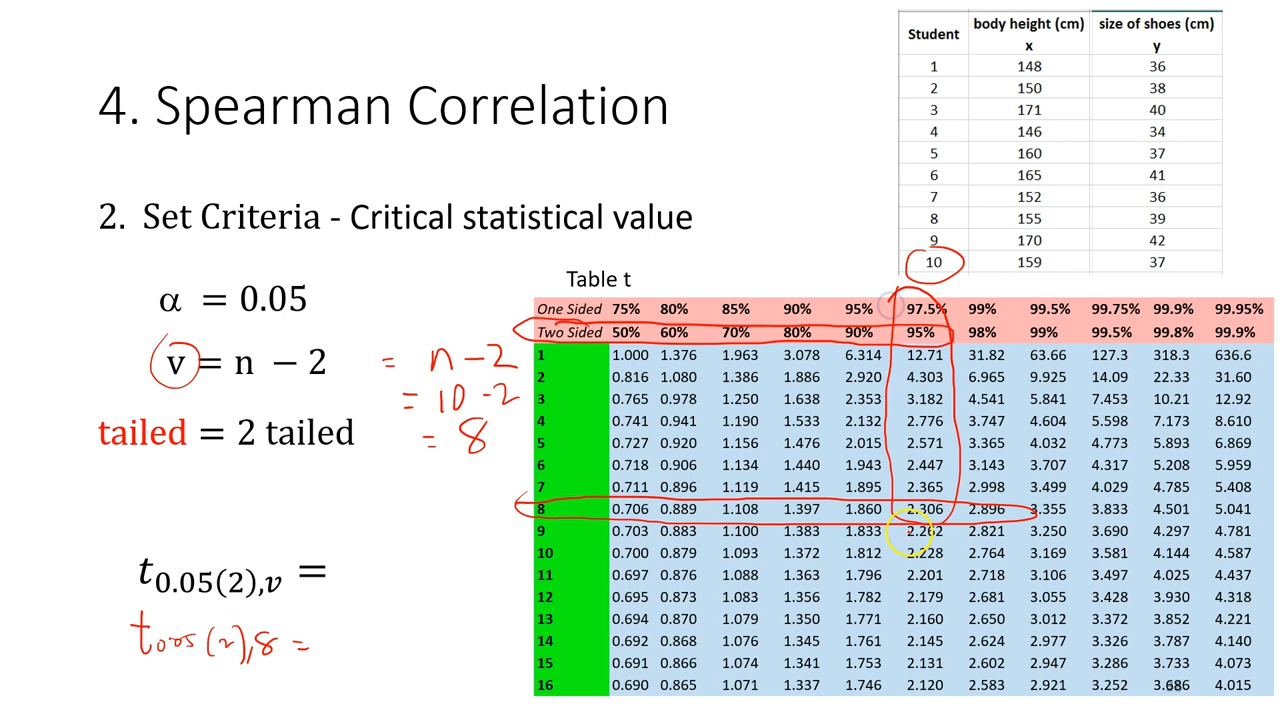 4. Spearman Correlation
2. Set Criteria - Critical statistical value
α = 0.05
v = n − 2
= n − 2
= 10 - 2
= 8
tailed = 2 tailed
t0.05(2),v =
t0.05(2),8 =
Student body height (cm) x size of shoes (cm) y
1 148 36
2 150 38
3 171 40
4 146 34
5 160 37
6 165 41
7 152 36
8 155 39
9 170 42
10 159 37
Table t
One Sided 75% 80% 85% 90% 95% 97.5% 99% 99.5% 99.75% 99.9% 99.95%
Two Sided 50% 60% 70% 80% 90% 95% 98% 99% 99.5% 99.8% 99.9%
1 1.000 1.376 1.963 3.078 6.314 12.71 31.82 63.66 127.3 318.3 636.6
2 0.816 1.080 1.386 1.886 2.920 4.303 6.965 9.925 14.09 22.33 31.60
3 0.765 0.978 1.250 1.638 2.353 3.182 4.541 5.841 7.453 10.21 12.92
4 0.741 0.941 1.190 1.533 2.132 2.776 3.747 4.604 5.598 7.173 8.610
5 0.727 0.920 1.156 1.476 2.015 2.571 3.365 4.032 4.773 5.893 6.869
6 0.718 0.906 1.134 1.440 1.943 2.447 3.143 3.707 4.317 5.208 5.959
7 0.711 0.896 1.119 1.415 1.895 2.365 2.998 3.499 4.029 4.785 5.408
8 0.706 0.889 1.108 1.397 1.860 2.306 2.896 3.355 3.833 4.501 5.041
9 0.703 0.883 1.100 1.383 1.833 2.262 2.821 3.250 3.690 4.297 4.781
10 0.700 0.879 1.093 1.372 1.812 2.228 2.764 3.169 3.581 4.144 4.587
11 0.697 0.876 1.088 1.363 1.796 2.201 2.718 3.106 3.497 4.025 4.437
12 0.695 0.873 1.083 1.356 1.782 2.179 2.681 3.055 3.428 3.930 4.318
13 0.694 0.870 1.079 1.350 1.771 2.160 2.650 3.012 3.372 3.852 4.221
14 0.692 0.868 1.076 1.345 1.761 2.145 2.624 2.977 3.326 3.787 4.140
15 0.691 0.866 1.074 1.341 1.753 2.131 2.602 2.947 3.286 3.733 4.073
16 0.690 0.865 1.071 1.337 1.746 2.120 2.583 2.921 3.252 3.686 4.015